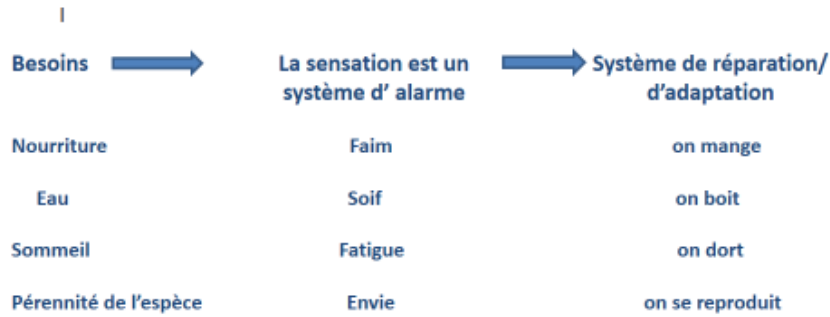 Besoins La sensation est un Système de réparation/
système d' alarme d'adaptation
Nourriture Faim on mange
Eau Soif on boit
Sommeil Fatigue on dort
Pérennité de l'espèce Envie on se reproduit